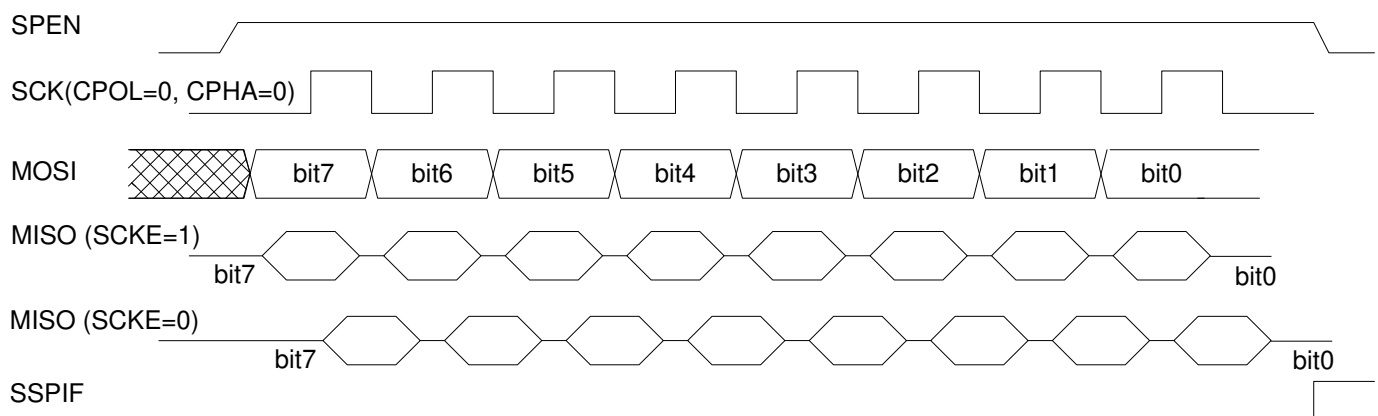 SPEN
SCK(CPOL=0, CPHA=0)
MOSI bit7 bit6 bit5 bit4 bit3 bit2 bit1 bit0
MISO (SCKE=1)
bit7 bit0
MISO (SCKE=0)
bit7 bit0
SSPIF